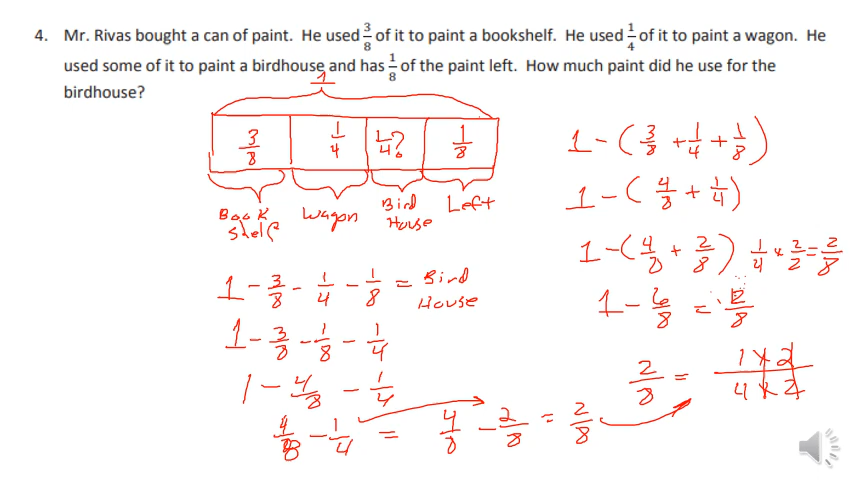 4. Mr. Rivas bought a can of paint. He used 3/8 of it to paint a bookshelf. He used 1/4 of it to paint a wagon. He
used some of it to paint a birdhouse and has 1/8 of the paint left. How much paint did he use for the
birdhouse?
1
3/8 1/4 1/4? 1/8
Book Shelf Wagon Bird House Left
1 - 3/8 - 1/4 - 1/8 = Bird House
1 - 3/8 - 1/8 - 1/4
1 - 4/8 - 1/4
4/8 - 1/4 = 4/8 - 2/8 = 2/8
1 - (3/8 + 1/4 + 1/8)
1 - (4/8 + 1/4)
1 - (4/8 + 2/8) 1/4 × 2/2 = 2/8
1 - 6/8 = 2/8
2/8 = 1 × 2 / 4 × 2